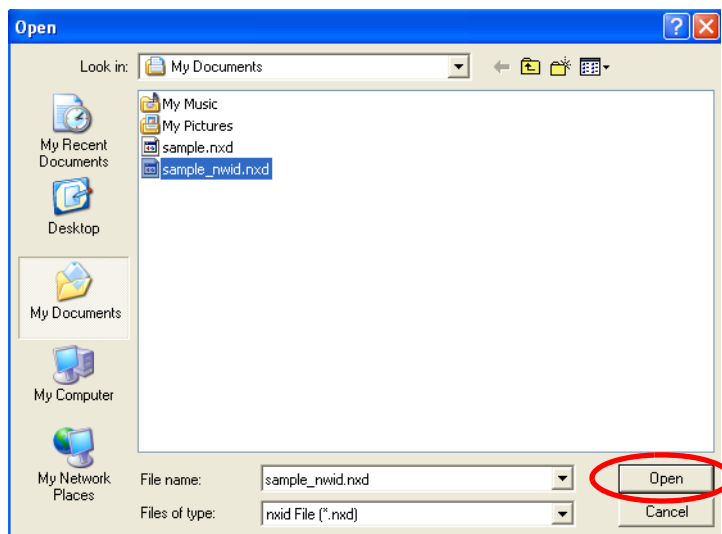 Open
Look in:
My Documents
My Recent
Documents
Desktop
My Documents
My Computer
My Network
Places
My Music
My Pictures
sample.nxd
sample_nwid.nxd
File name:
sample_nwid.nxd
Open
Files of type:
nxid File (*.nxd)
Cancel